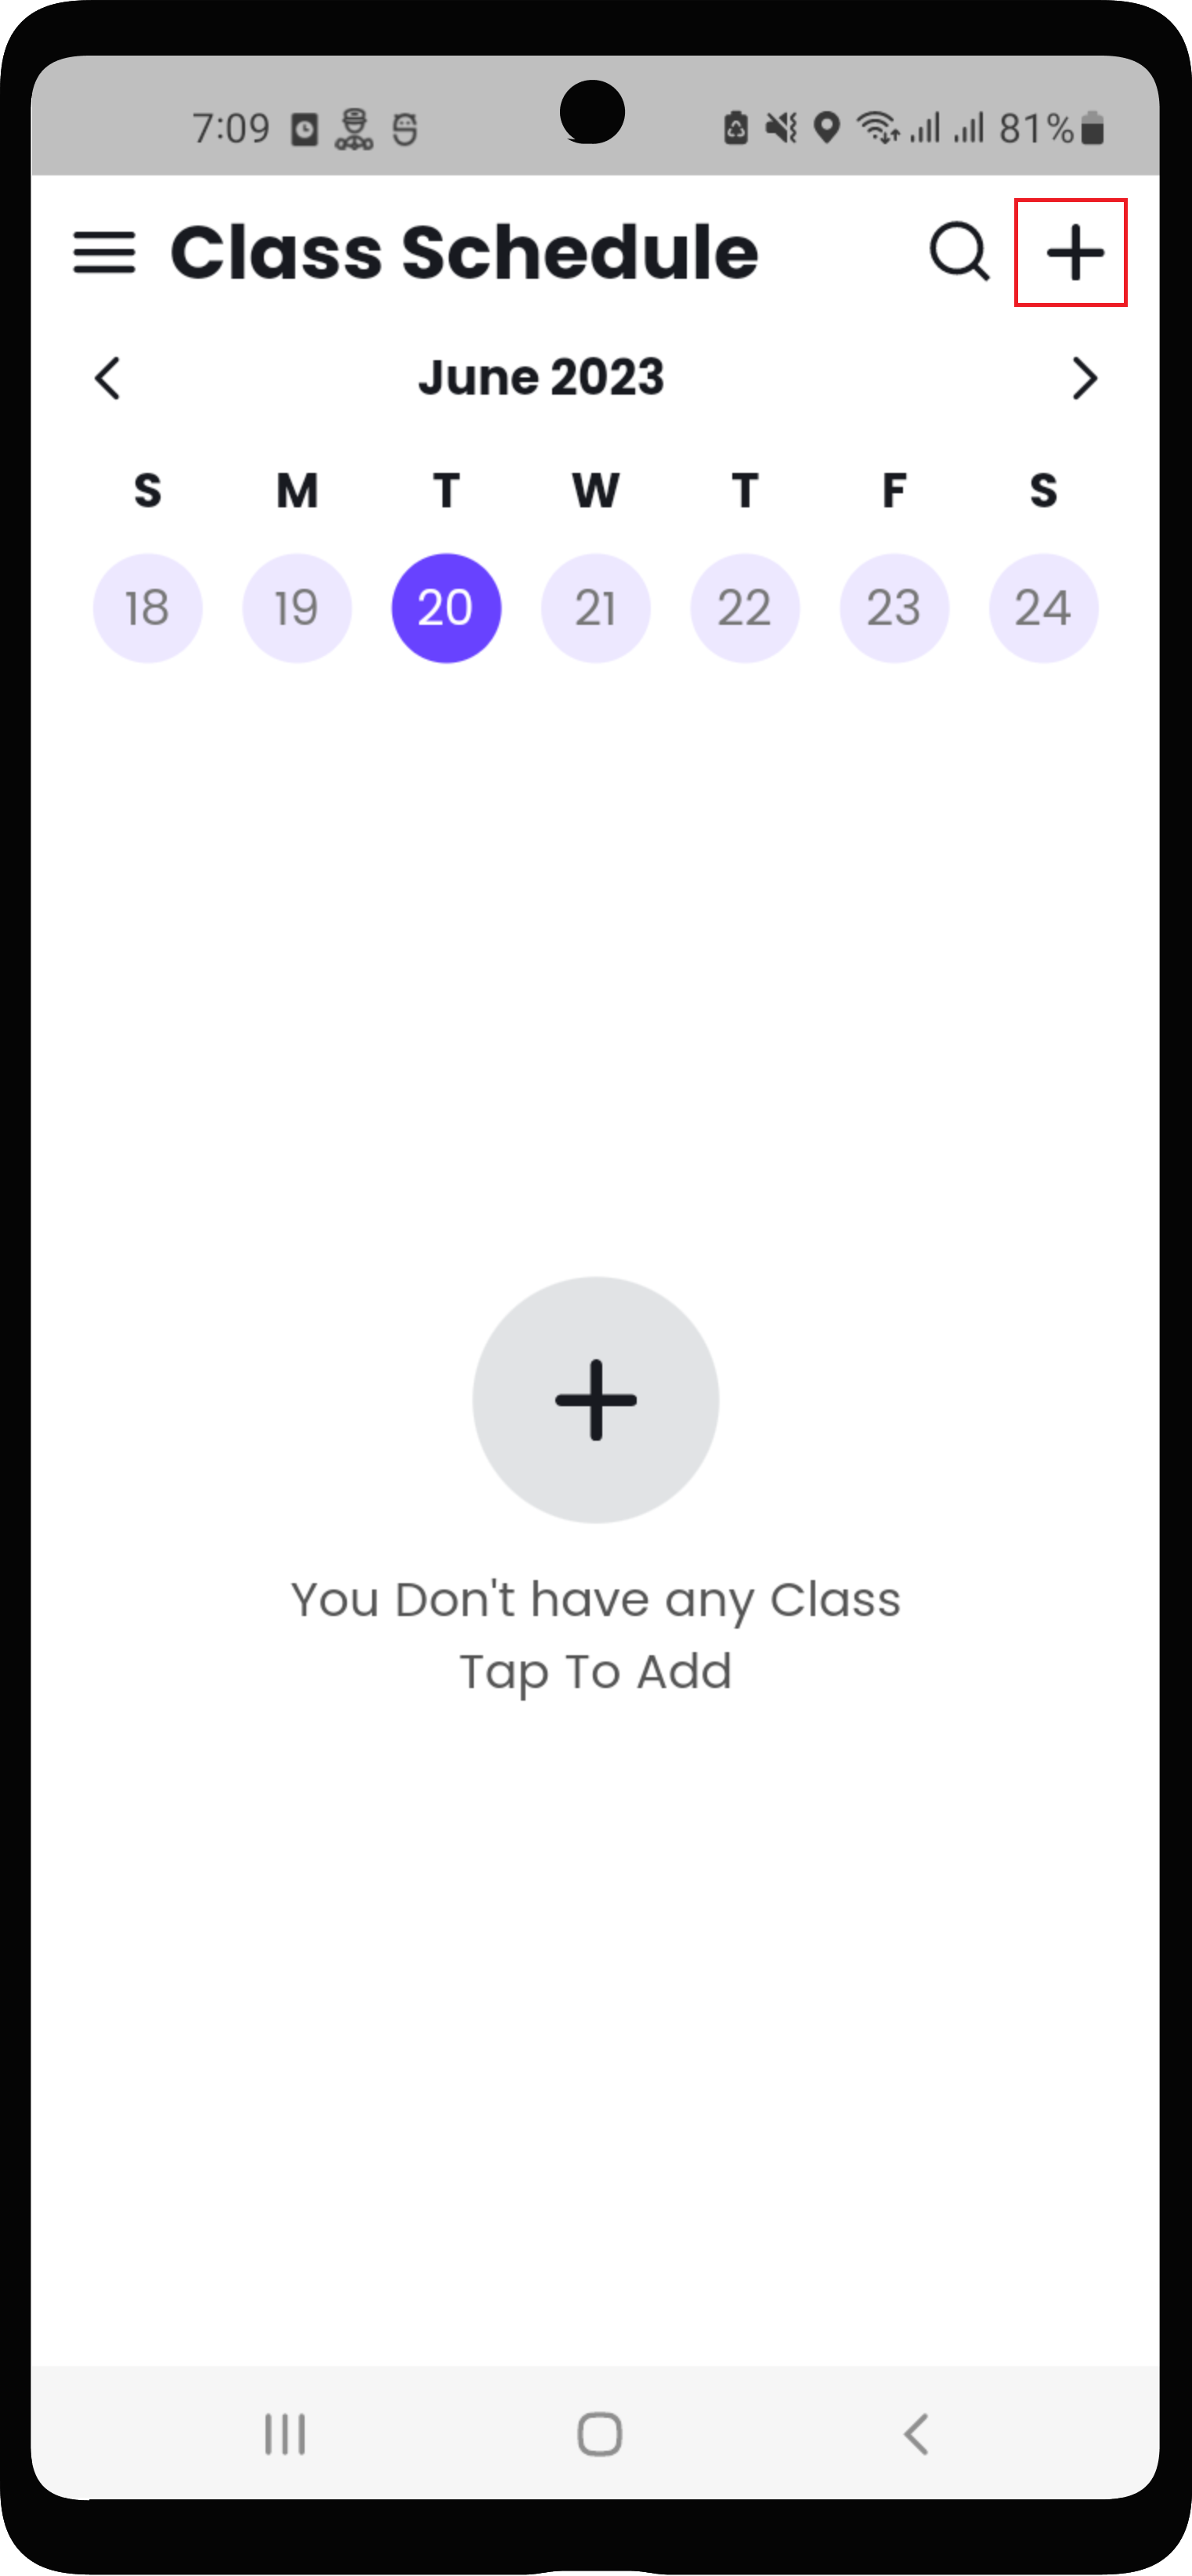 7:09 81%
Class Schedule
June 2023
S M T W T F S
18 19 20 21 22 23 24
You Don't have any Class
Tap To Add